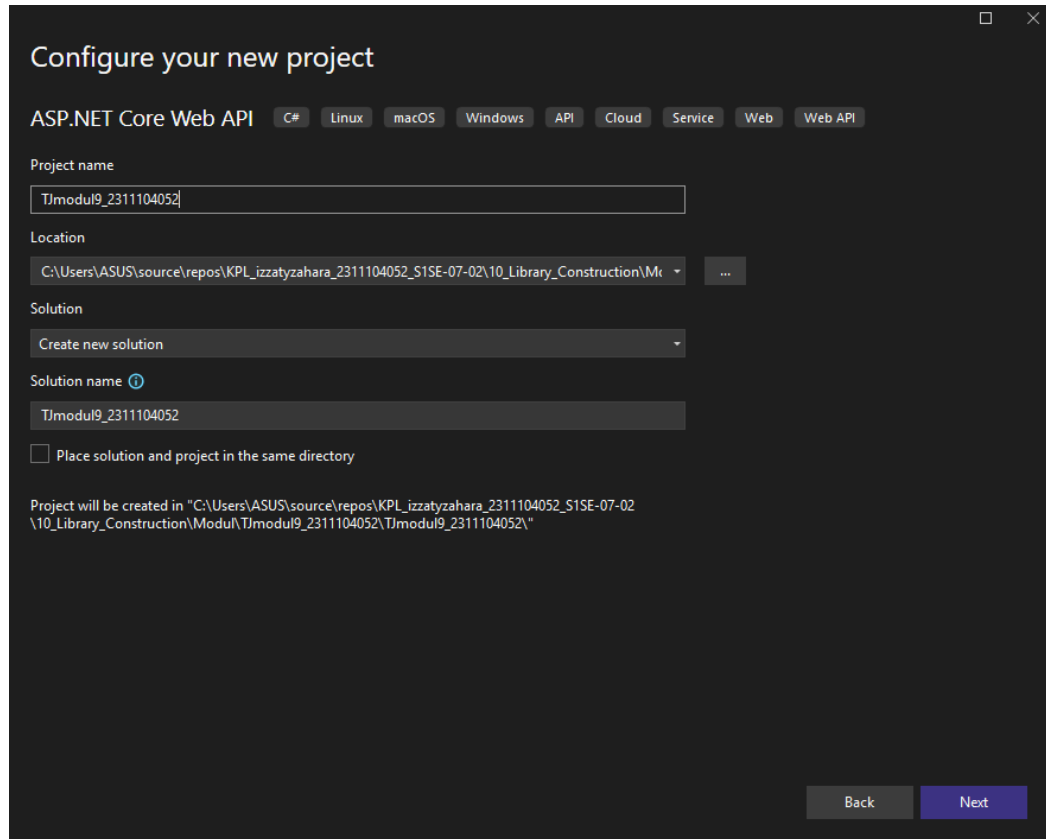 Configure your new project
ASP.NET Core Web API C# Linux macOS Windows API Cloud Service Web Web API
Project name
TJmodul9_2311104052
Location
C:\Users\ASUS\source\repos\KPL_izzatyzahara_2311104052_S1SE-07-02\10_Library_Construction\Mo ...
Solution
Create new solution
Solution name
TJmodul9_2311104052
Place solution and project in the same directory
Project will be created in "C:\Users\ASUS\source\repos\KPL_izzatyzahara_2311104052_S1SE-07-02
\10_Library_Construction\Modul\TJmodul9_2311104052\TJmodul9_2311104052\"
Back Next